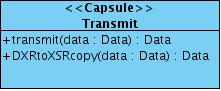 <<Capsule>>
Transmit
+transmit(data : Data) : Data
+DXRtoXSRcopy(data : Data) : Data